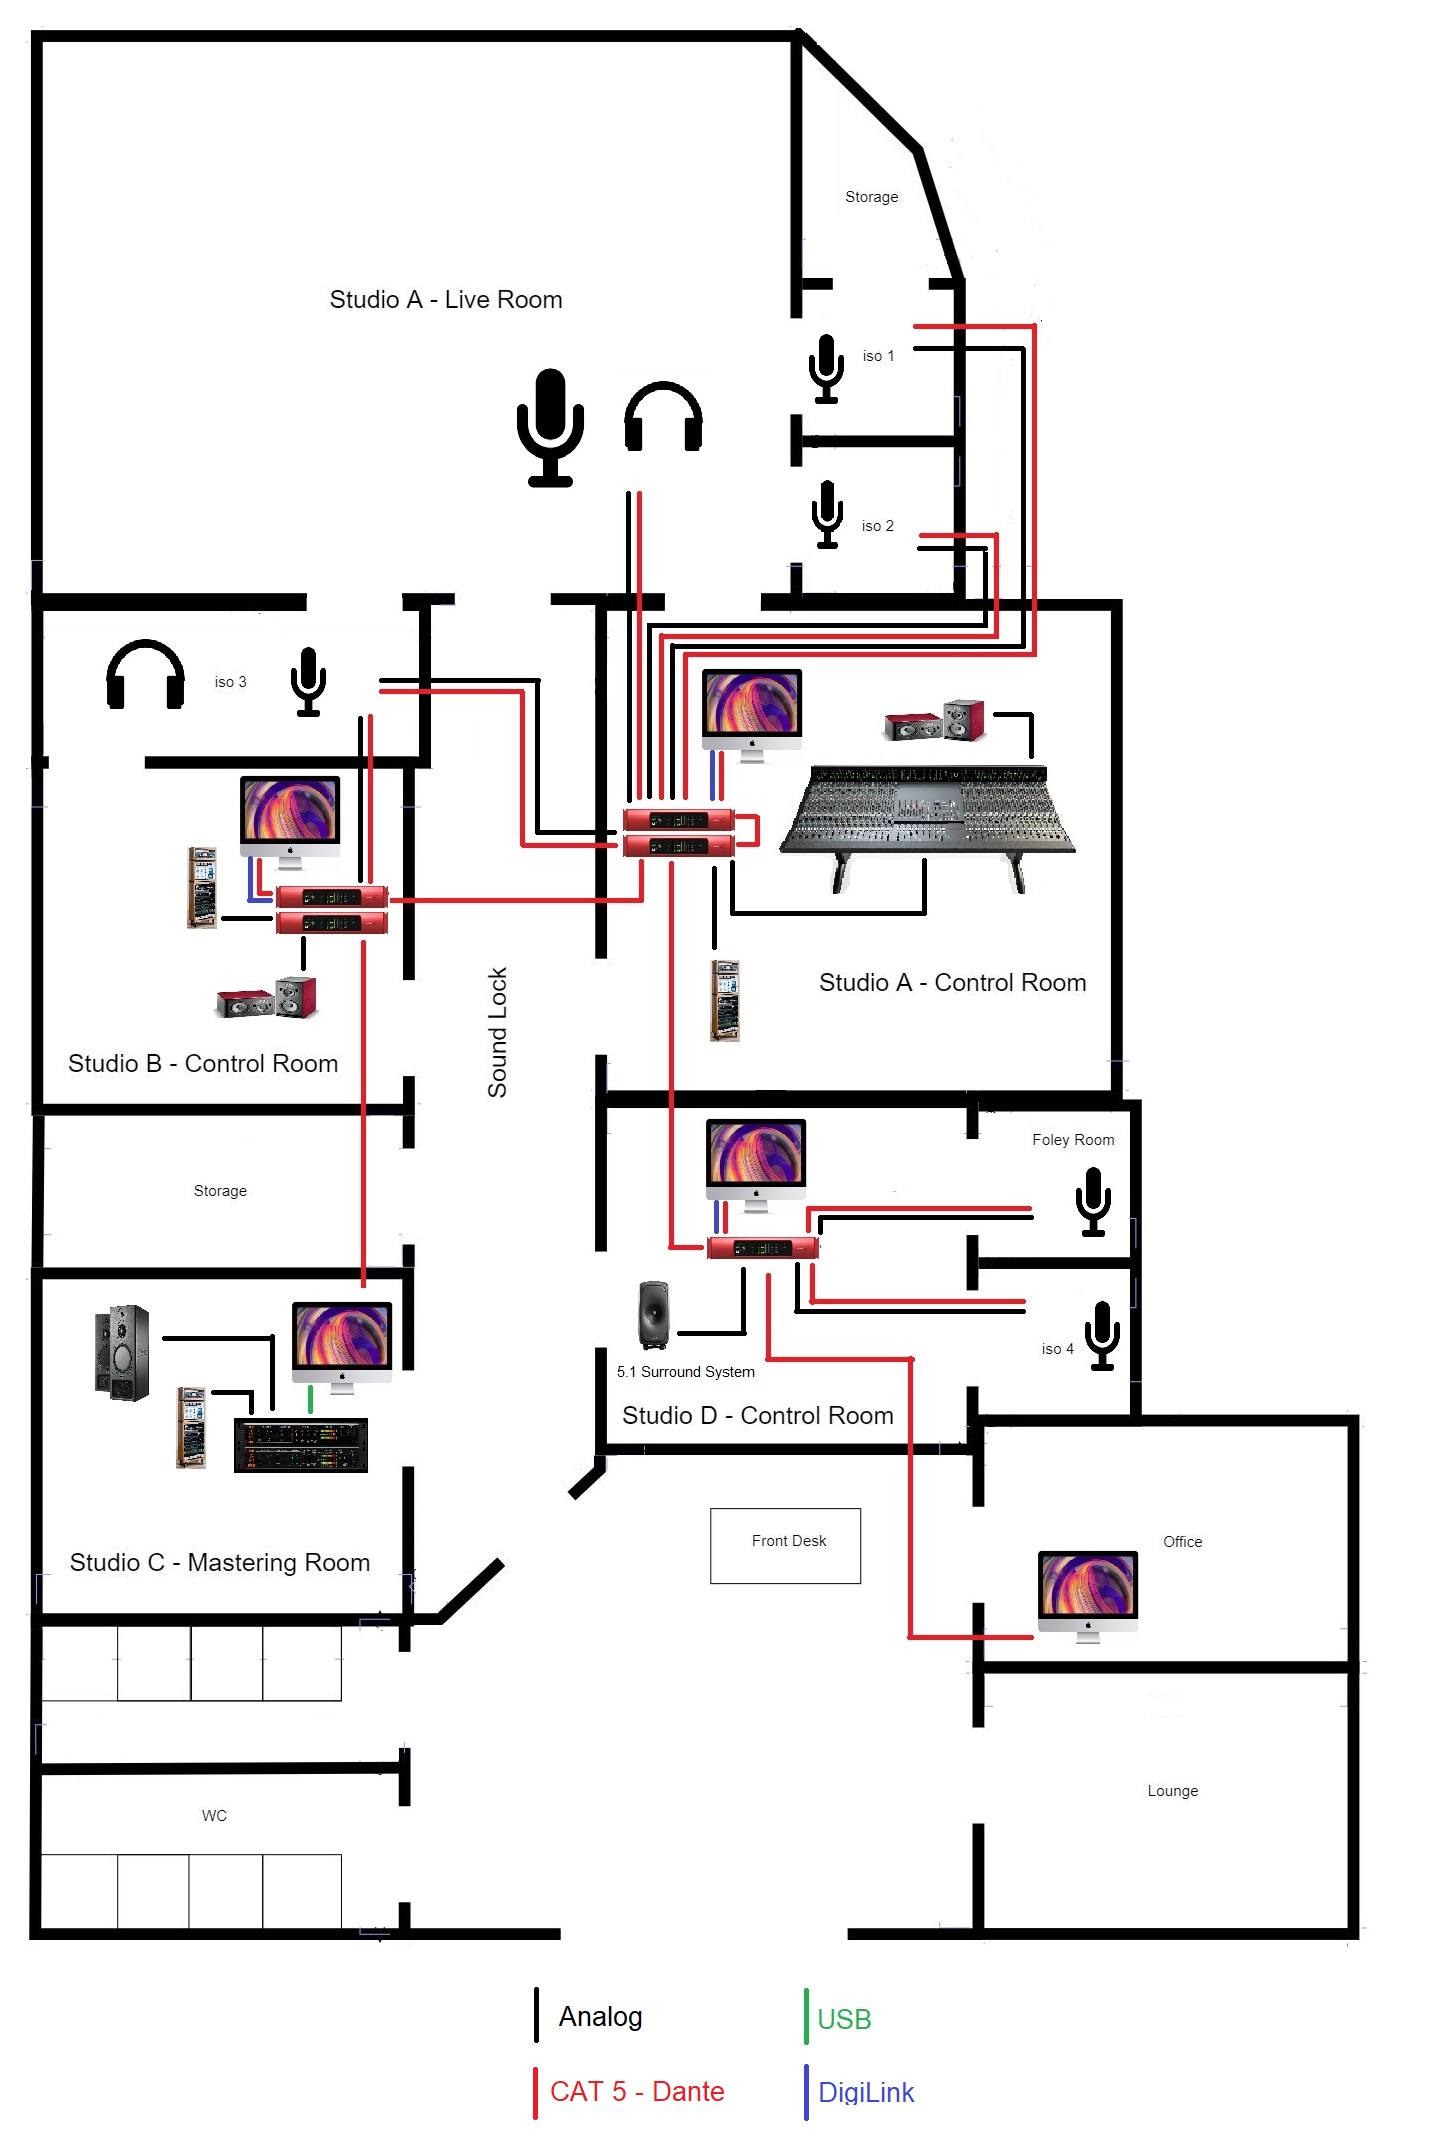 Storage
Studio A - Live Room
iso 1
iso 2
iso 3
Studio A - Control Room
Sound Lock
Studio B - Control Room
Foley Room
Storage
iso 4
5.1 Surround System
Studio D - Control Room
Front Desk
Office
Studio C - Mastering Room
Lounge
WC
Analog
USB
CAT 5 - Dante
DigiLink